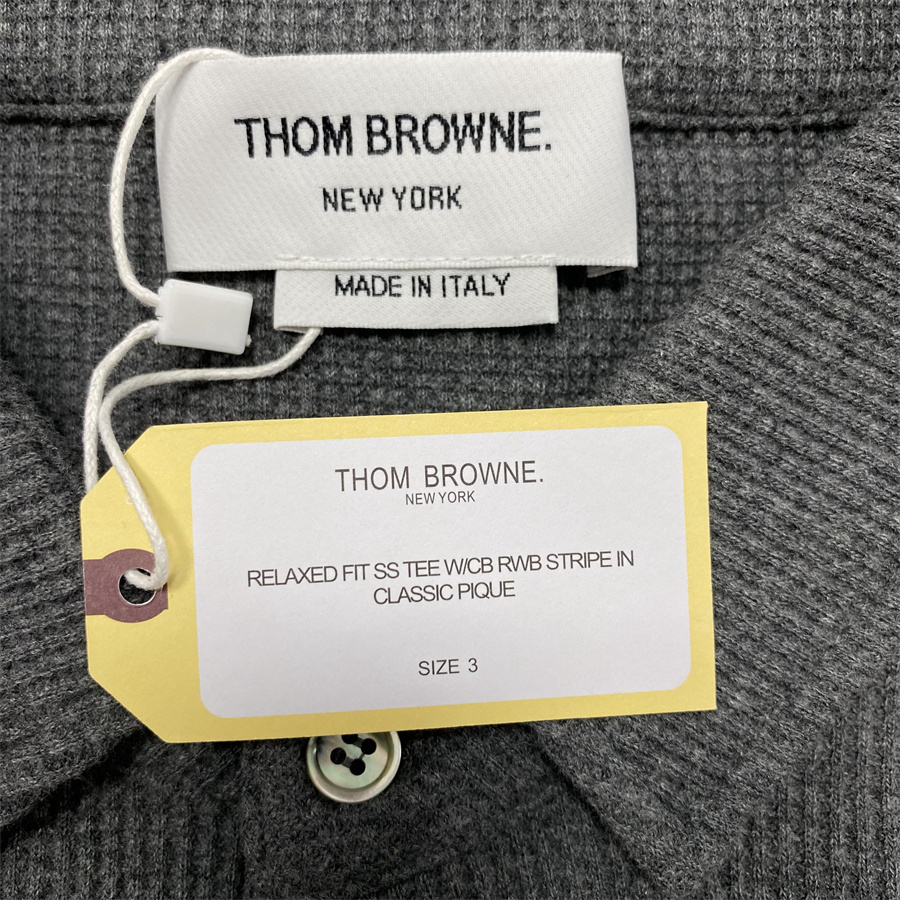 THOM BROWNE.
NEW YORK
MADE IN ITALY
THOM BROWNE.
NEW YORK
RELAXED FIT SS TEE W/CB RWB STRIPE IN
CLASSIC PIQUE
SIZE 3